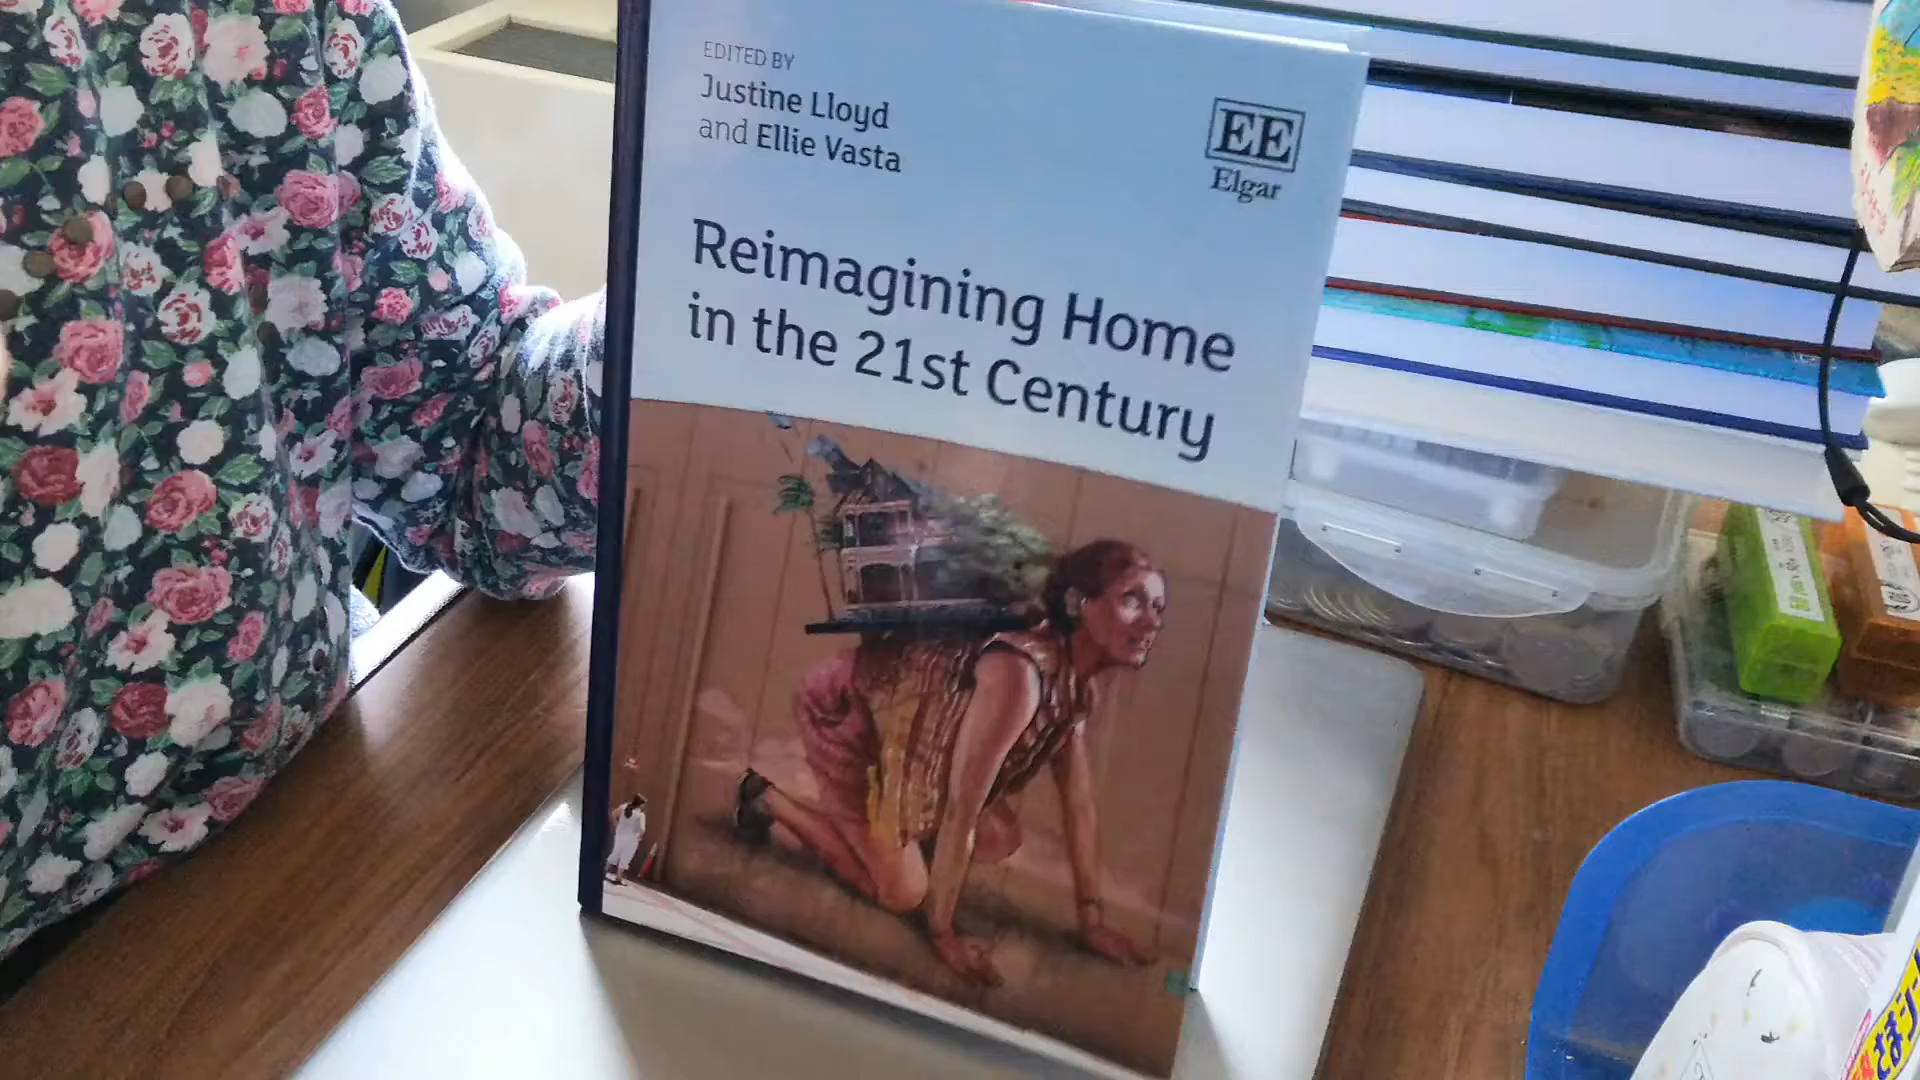 EDITED BY
Justine Lloyd
and Ellie Vasta
EE
Elgar
Reimagining Home
in the 21st Century